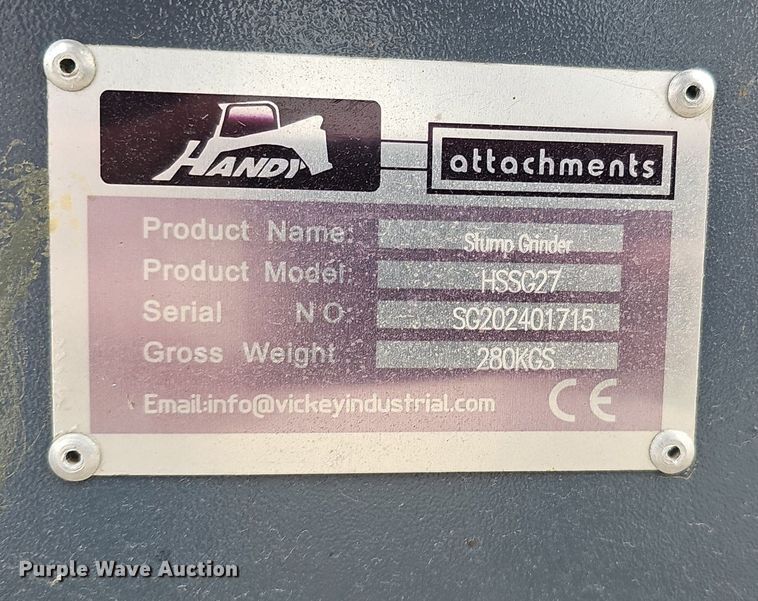 HANDY attachments
Product Name: Stump Grinder
Product Model: HSSG27
Serial NO: SG202401715
Gross Weight 280KGS
Email:info@vickeyindustrial.com CE
Purple Wave Auction